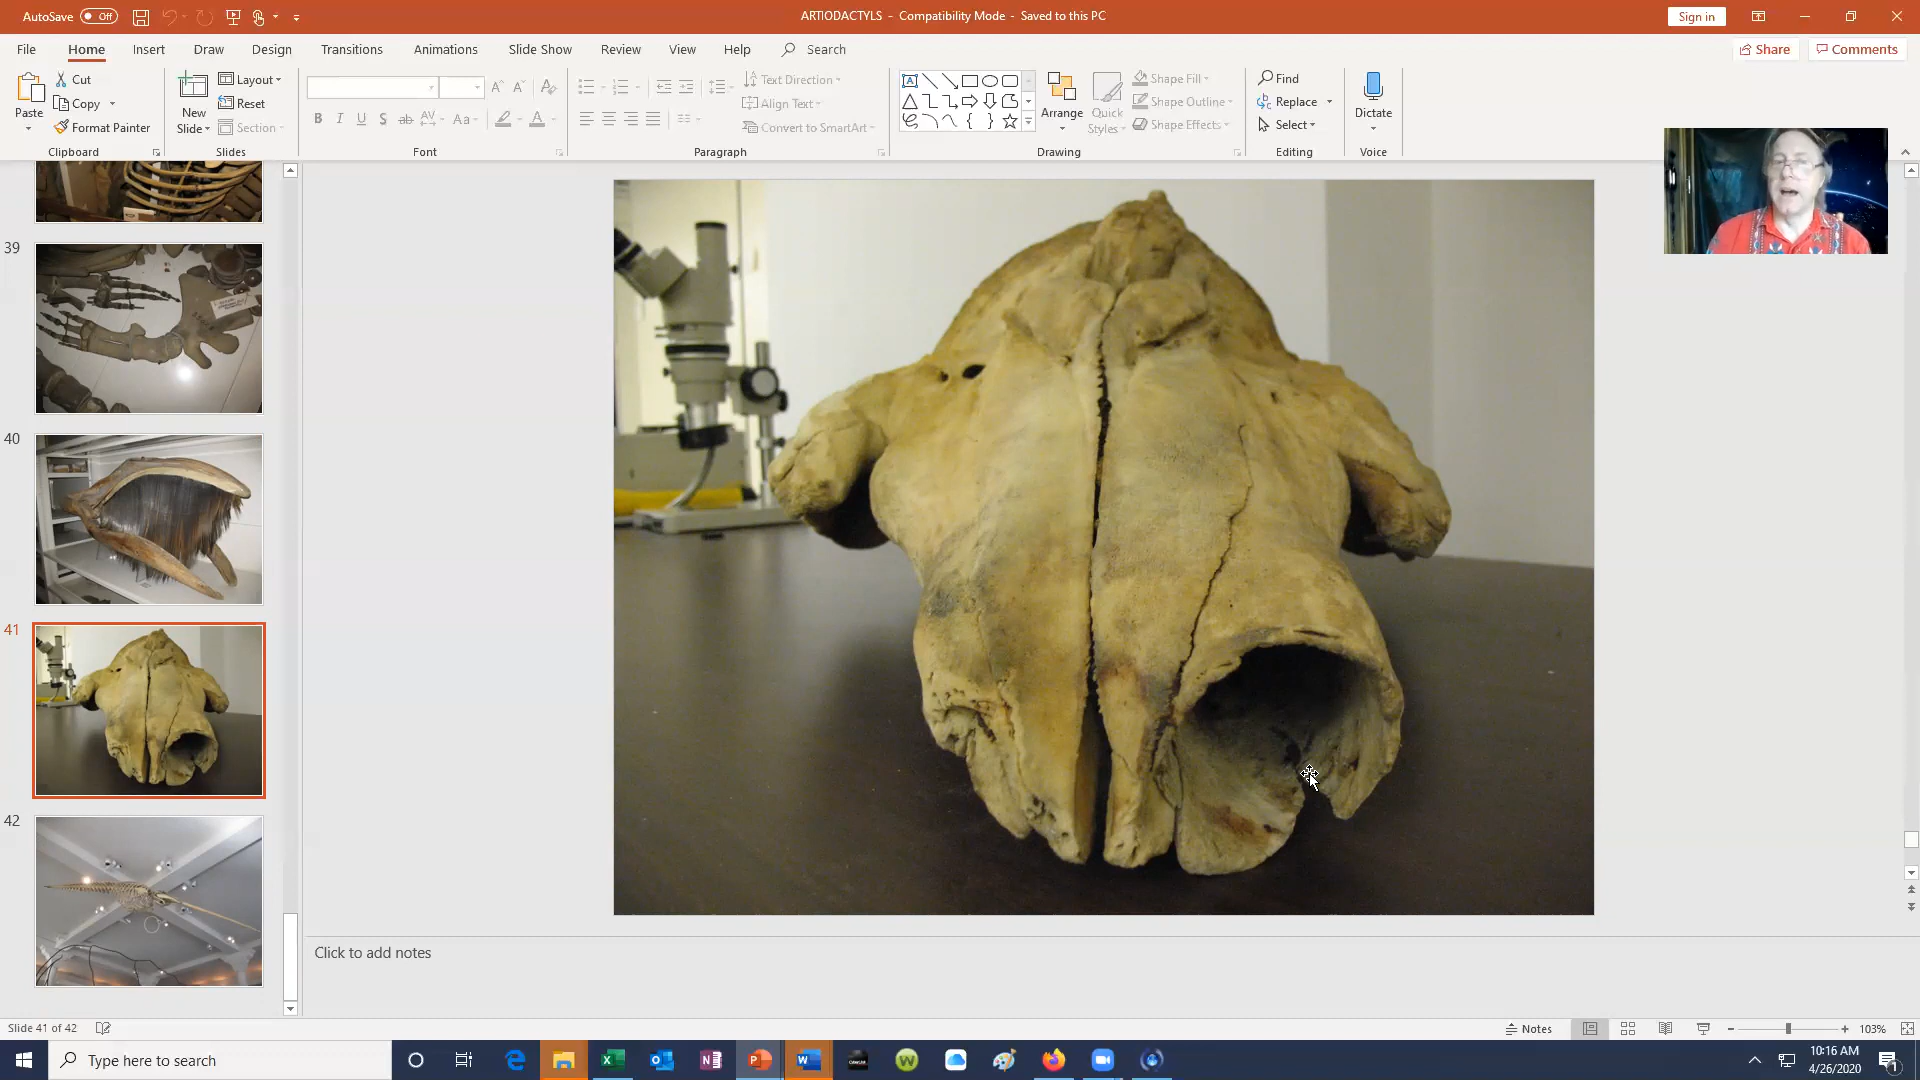 AutoSave Off
ARTIODACTYLS - Compatibility Mode - Saved to this PC
Sign in
File Home Insert Draw Design Transitions Animations Slide Show Review View Help Search
Share Comments
Paste
Cut
Copy
Format Painter
Clipboard
New
Slide
Layout
Reset
Section
Slides
B I U S ab AV Aa A
Font
Text Direction
Align Text
Convert to SmartArt
Paragraph
Arrange
Quick
Styles
Shape Fill
Shape Outline
Shape Effects
Drawing
Find
Replace
Select
Editing
Dictate
Voice
39
40
41
42
Click to add notes
Slide 41 of 42
Notes
103%
Type here to search
10:16 AM
4/26/2020
1